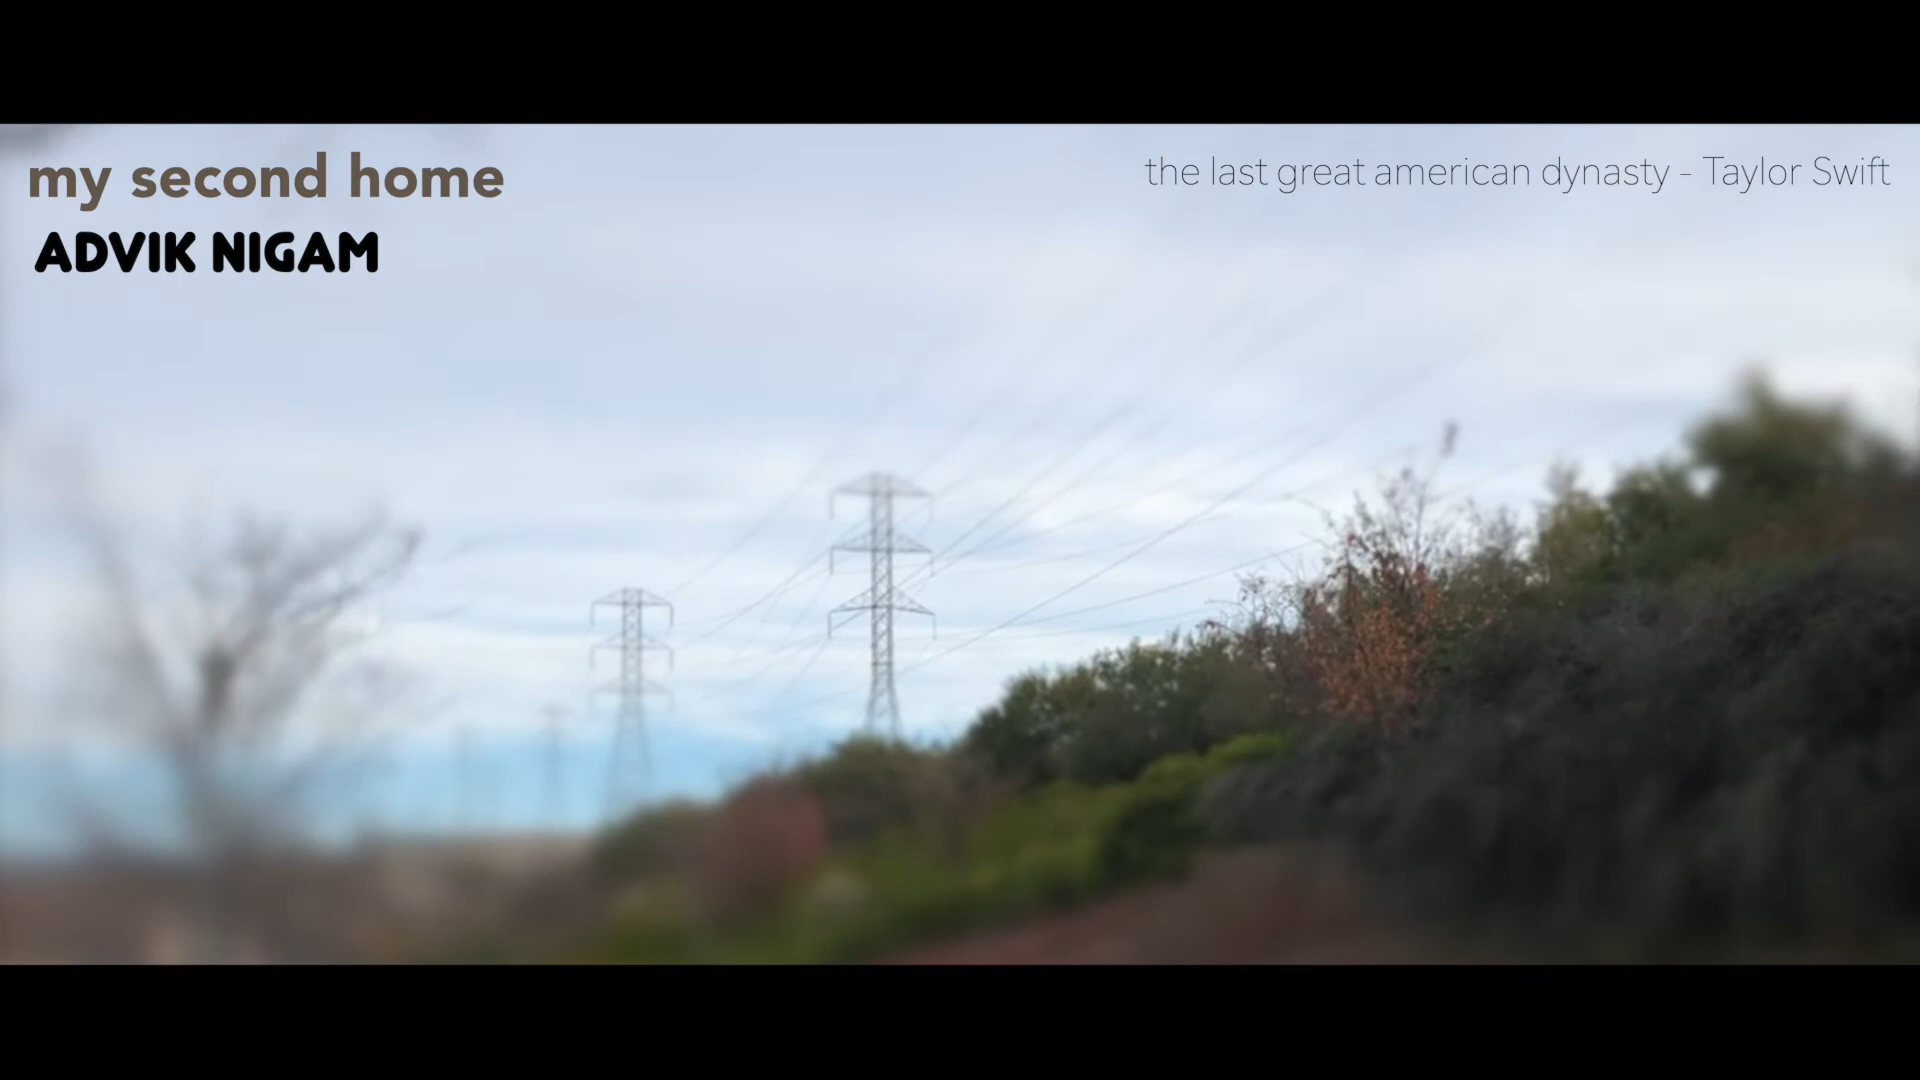 my second home
ADVIK NIGAM
the last great american dynasty - Taylor Swift